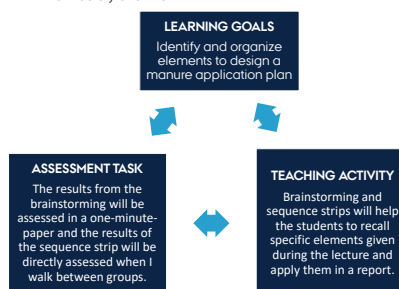 LEARNING GOALS
Identify and organize
elements to design a
manure application plan
ASSESSMENT TASK
The results from the
brainstorming will be
assessed in a one-minute-
paper and the results of
the sequence strip will be
directly assessed when I
walk between groups.
TEACHING ACTIVITY
Brainstorming and
sequence strips will help
the students to recall
specific elements given
during the lecture and
apply them in a report.